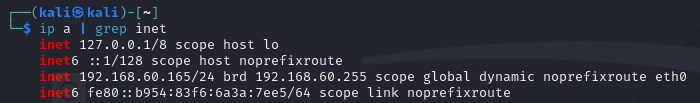 ┌──(kali㉿kali)-[~]
└─$ ip a | grep inet
inet 127.0.0.1/8 scope host lo
inet6 ::1/128 scope host noprefixroute
inet 192.168.60.165/24 brd 192.168.60.255 scope global dynamic noprefixroute eth0
inet6 fe80::b954:83f6:6a3a:7ee5/64 scope link noprefixroute